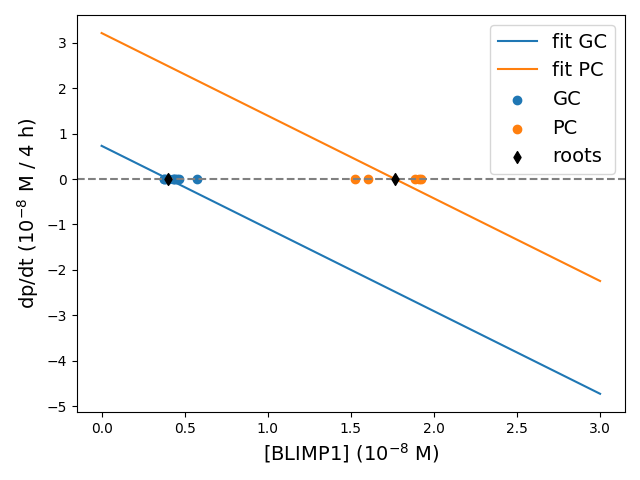 fit GC
fit PC
GC
PC
roots
3
2
1
0
−1
−2
−3
−4
−5
dp/dt (10⁻⁸ M / 4 h)
0.0 0.5 1.0 1.5 2.0 2.5 3.0
[BLIMP1] (10⁻⁸ M)